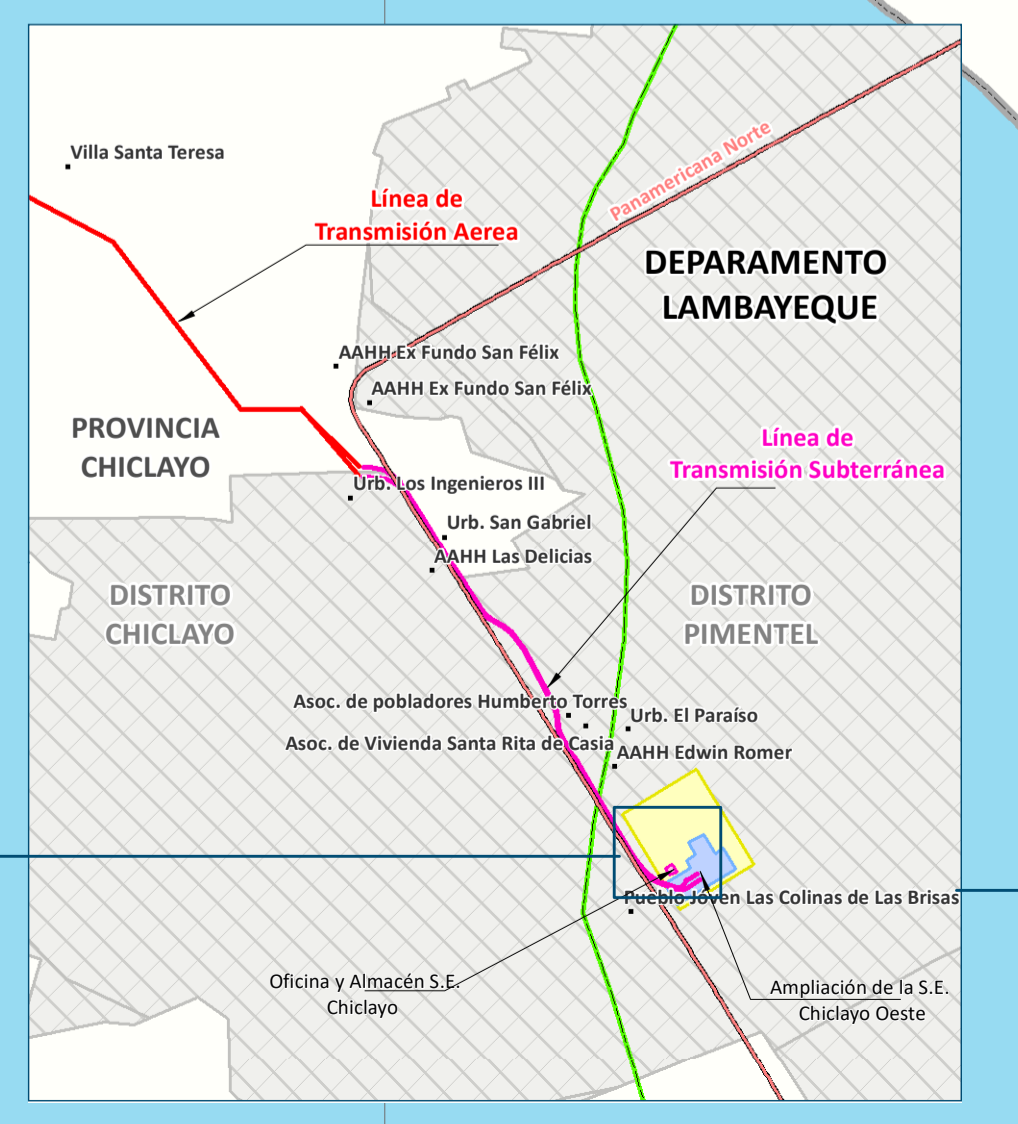 Villa Santa Teresa
Panamericana Norte
Línea de
Transmisión Aerea
DEPARAMENTO
LAMBAYEQUE
AAHH Ex Fundo San Félix
AAHH Ex Fundo San Félix
PROVINCIA
CHICLAYO
Línea de
Transmisión Subterránea
Urb. Los Ingenieros III
Urb. San Gabriel
AAHH Las Delicias
DISTRITO
CHICLAYO
DISTRITO
PIMENTEL
Asoc. de pobladores Humberto Torres
Urb. El Paraíso
Asoc. de Vivienda Santa Rita de Casia
AAHH Edwin Romer
Pueblo Joven Las Colinas de Las Brisas
Oficina y Almacén S.E.
Chiclayo
Ampliación de la S.E.
Chiclayo Oeste